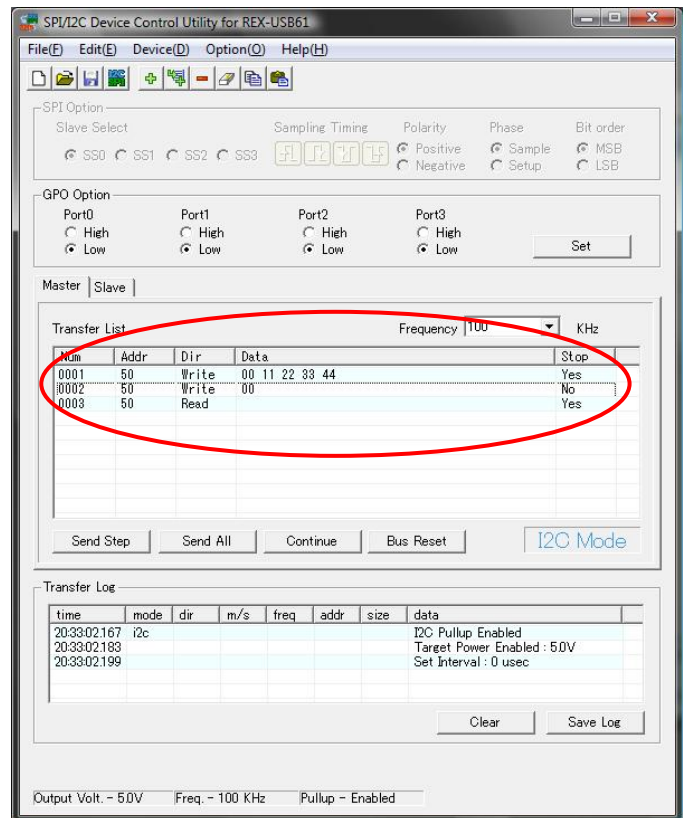 SPI/I2C Device Control Utility for REX-USB61
File(F) Edit(E) Device(D) Option(O) Help(H)
SPI Option
Slave Select Sampling Timing Polarity Phase Bit order
SS0 SS1 SS2 SS3 Positive Sample MSB
Negative Setup LSB
GPO Option
Port0 Port1 Port2 Port3
High High High High
Low Low Low Low Set
Master Slave
Transfer List Frequency 100 KHz
Num Addr Dir Data Stop
0001 50 Write 00 11 22 33 44 Yes
0002 50 Write 00 No
0003 50 Read Yes
Send Step Send All Continue Bus Reset I2C Mode
Transfer Log
time mode dir m/s freq addr size data
20:33:02.167 i2c I2C Pullup Enabled
20:33:02.183 Target Power Enabled : 5.0V
20:33:02.199 Set Interval : 0 usec
Clear Save Log
Output Volt. - 5.0V Freq. - 100 KHz Pullup - Enabled